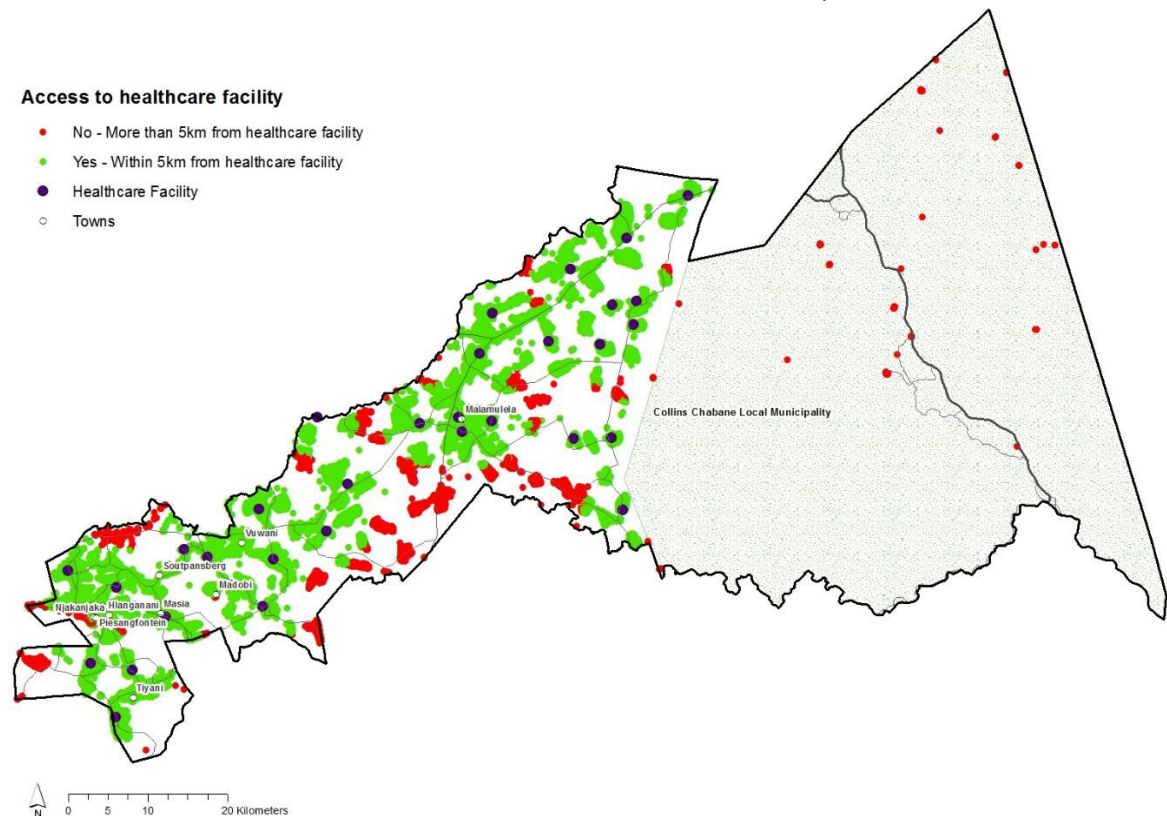 Access to healthcare facility
No - More than 5km from healthcare facility
Yes - Within 5km from healthcare facility
Healthcare Facility
Towns
Malamulela
Collins Chabane Local Municipality
Vuwani
Soutpansberg
Madobi
Njakanjaka
Hlanganani
Masia
Piesangfontein
Tiyani
N
0 5 10 20 Kilometers